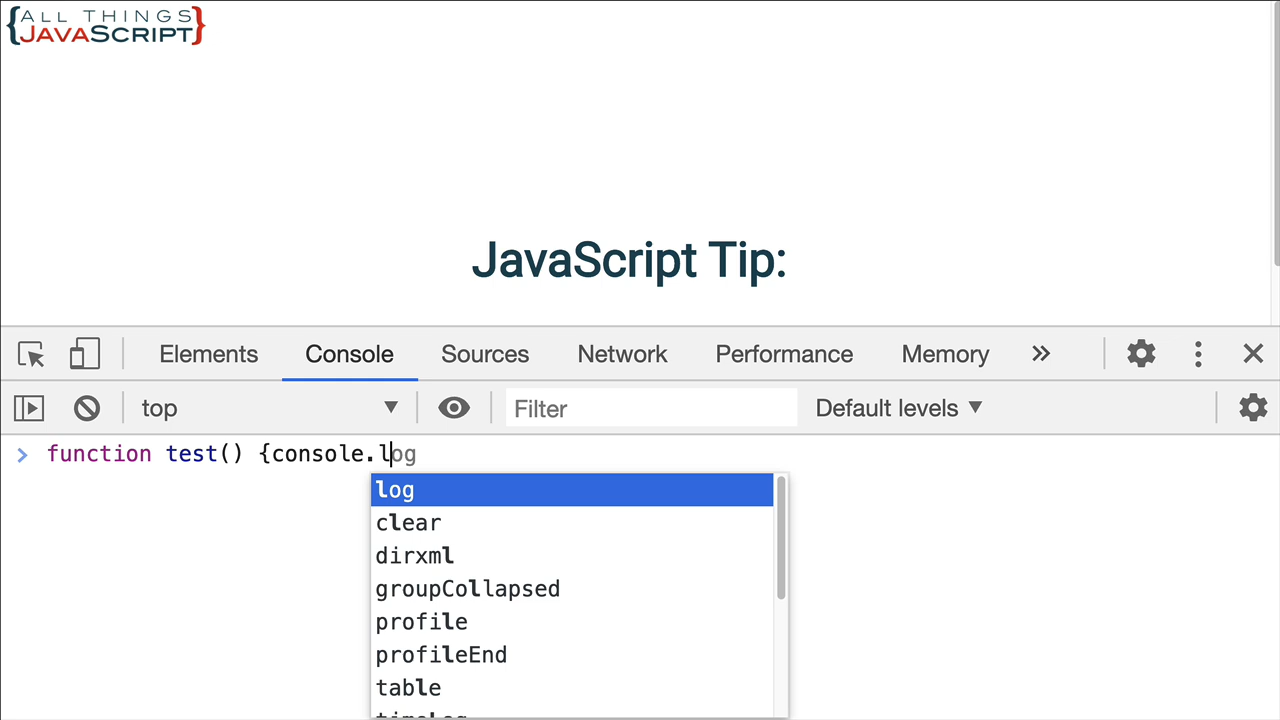 {ALL THINGS
JAVASCRIPT}
JavaScript Tip:
Elements Console Sources Network Performance Memory »
top Filter Default levels
> function test() {console.log
log
clear
dirxml
groupCollapsed
profile
profileEnd
table
timeLog